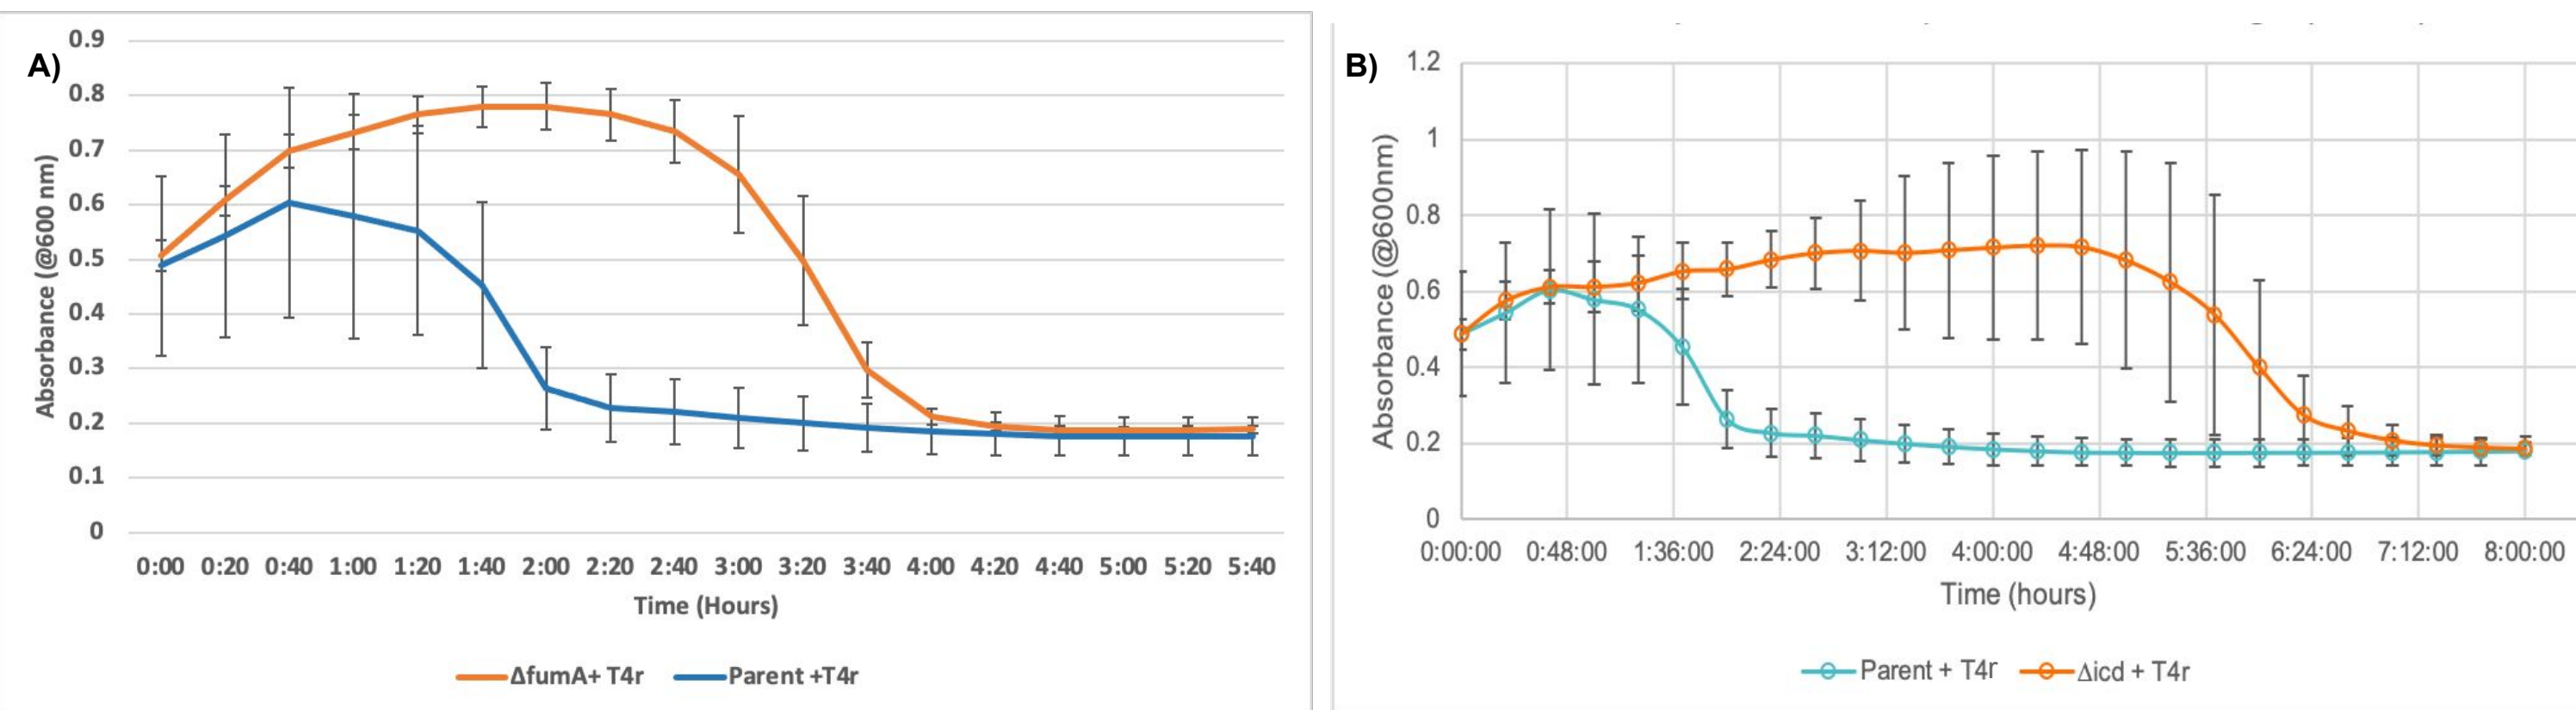 A)
Absorbance (@600 nm)
0.9
0.8
0.7
0.6
0.5
0.4
0.3
0.2
0.1
0
0:00 0:20 0:40 1:00 1:20 1:40 2:00 2:20 2:40 3:00 3:20 3:40 4:00 4:20 4:40 5:00 5:20 5:40
Time (Hours)
ΔfumA+ T4r Parent +T4r
B)
Absorbance (@600nm)
1.2
1
0.8
0.6
0.4
0.2
0
0:00:00 0:48:00 1:36:00 2:24:00 3:12:00 4:00:00 4:48:00 5:36:00 6:24:00 7:12:00 8:00:00
Time (hours)
Parent + T4r Δicd + T4r